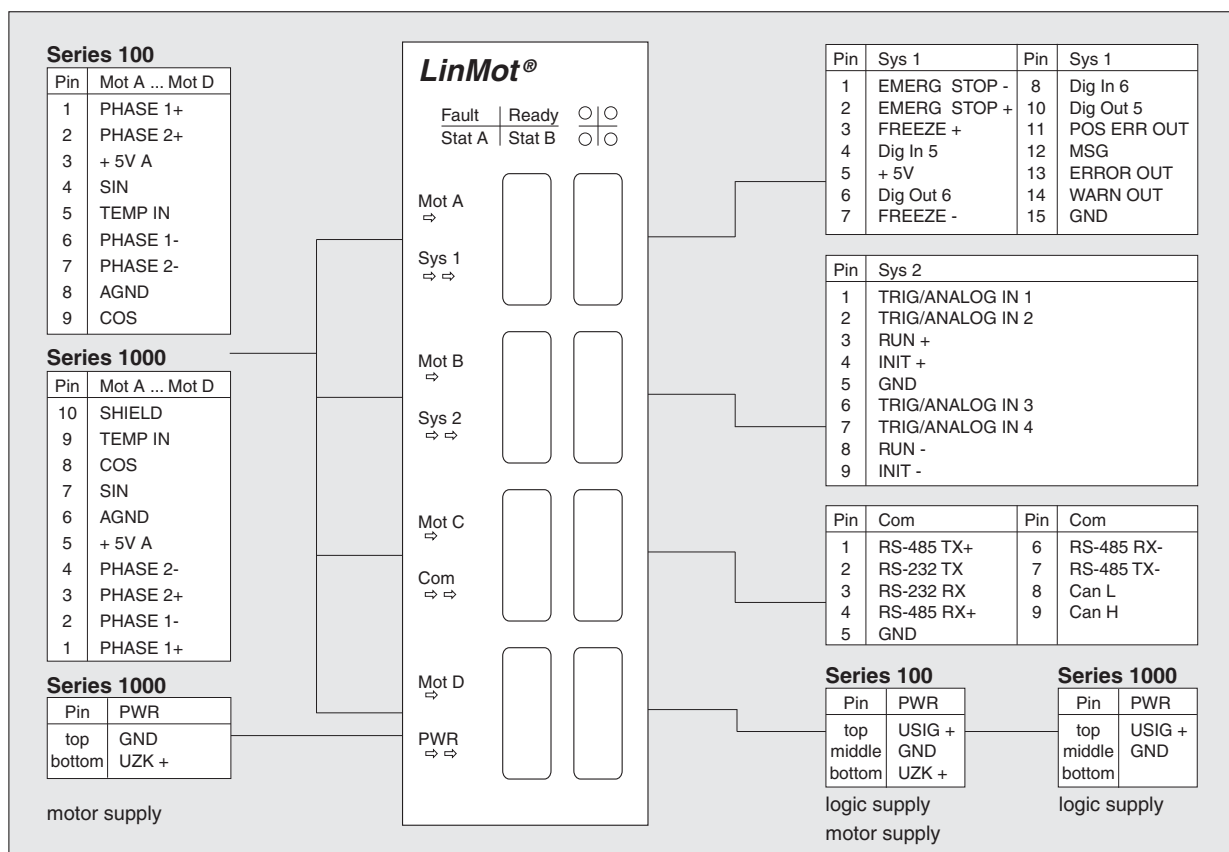 Series 100
Pin Mot A ... Mot D
1 PHASE 1+
2 PHASE 2+
3 + 5V A
4 SIN
5 TEMP IN
6 PHASE 1-
7 PHASE 2-
8 AGND
9 COS
Series 1000
Pin Mot A ... Mot D
10 SHIELD
9 TEMP IN
8 COS
7 SIN
6 AGND
5 + 5V A
4 PHASE 2-
3 PHASE 2+
2 PHASE 1-
1 PHASE 1+
Series 1000
Pin PWR
top GND
bottom UZK +
motor supply
LinMot®
Fault Ready
Stat A Stat B
Mot A
⇨
Sys 1
⇨ ⇨
Mot B
⇨
Sys 2
⇨ ⇨
Mot C
⇨
Com
⇨ ⇨
Mot D
⇨
PWR
⇨ ⇨
Pin Sys 1 Pin Sys 1
1 EMERG STOP - 8 Dig In 6
2 EMERG STOP + 10 Dig Out 5
3 FREEZE + 11 POS ERR OUT
4 Dig In 5 12 MSG
5 + 5V 13 ERROR OUT
6 Dig Out 6 14 WARN OUT
7 FREEZE - 15 GND
Pin Sys 2
1 TRIG/ANALOG IN 1
2 TRIG/ANALOG IN 2
3 RUN +
4 INIT +
5 GND
6 TRIG/ANALOG IN 3
7 TRIG/ANALOG IN 4
8 RUN -
9 INIT -
Pin Com Pin Com
1 RS-485 TX+ 6 RS-485 RX-
2 RS-232 TX 7 RS-485 TX-
3 RS-232 RX 8 Can L
4 RS-485 RX+ 9 Can H
5 GND
Series 100
Pin PWR
top USIG +
middle GND
bottom UZK +
logic supply
motor supply
Series 1000
Pin PWR
top USIG +
middle GND
bottom
logic supply